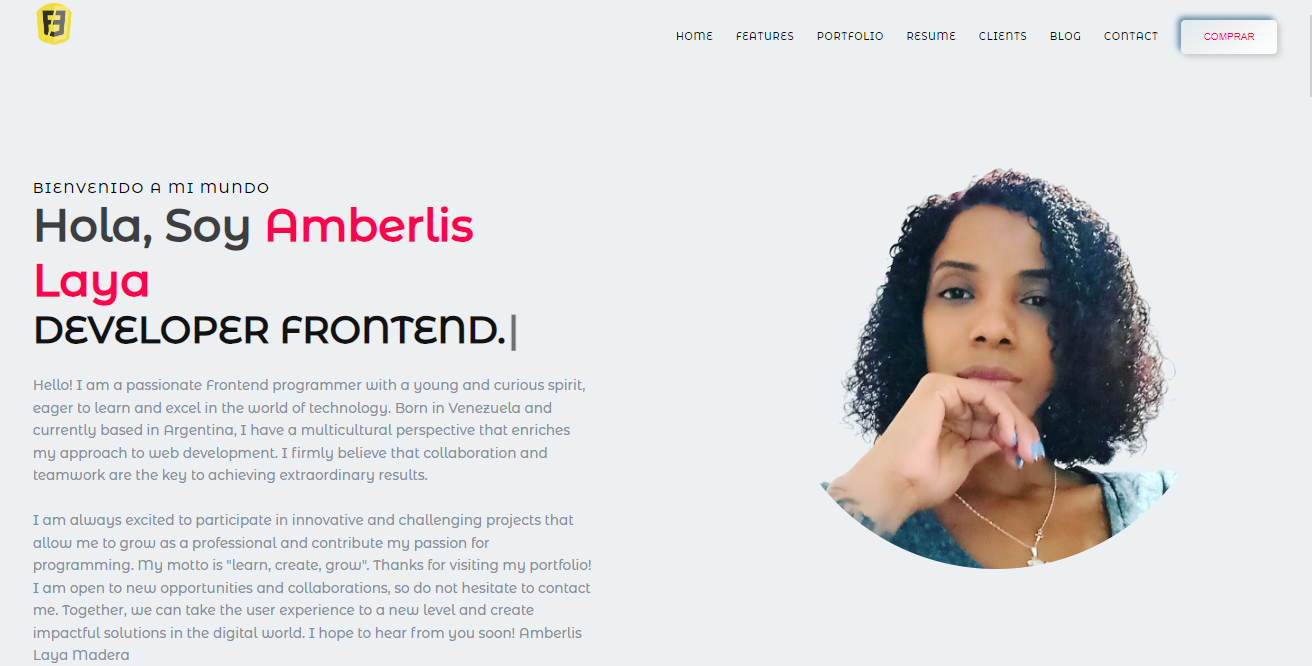 HOME FEATURES PORTFOLIO RESUME CLIENTS BLOG CONTACT COMPRAR
BIENVENIDO A MI MUNDO
Hola, Soy Amberlis
Laya
DEVELOPER FRONTEND.|
Hello! I am a passionate Frontend programmer with a young and curious spirit,
eager to learn and excel in the world of technology. Born in Venezuela and
currently based in Argentina, I have a multicultural perspective that enriches
my approach to web development. I firmly believe that collaboration and
teamwork are the key to achieving extraordinary results.
I am always excited to participate in innovative and challenging projects that
allow me to grow as a professional and contribute my passion for
programming. My motto is "learn, create, grow". Thanks for visiting my portfolio!
I am open to new opportunities and collaborations, so do not hesitate to contact
me. Together, we can take the user experience to a new level and create
impactful solutions in the digital world. I hope to hear from you soon! Amberlis
Laya Madera